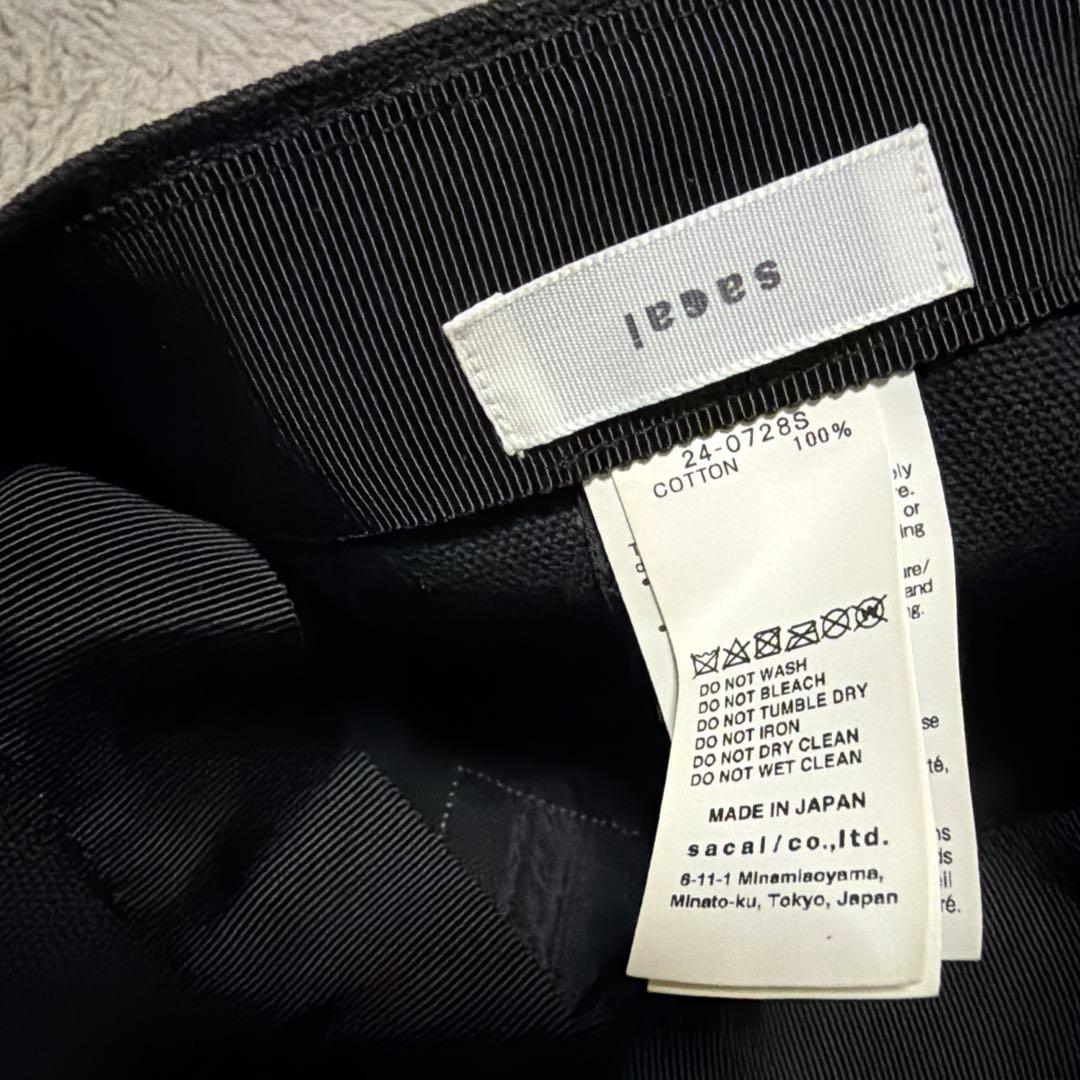 sacai
24-0728S
COTTON 100%
DO NOT WASH
DO NOT BLEACH
DO NOT TUMBLE DRY
DO NOT IRON
DO NOT DRY CLEAN
DO NOT WET CLEAN
MADE IN JAPAN
sacai/co.,ltd.
6-11-1 Minamiaoyama,
Minato-ku, Tokyo, Japan
or
and